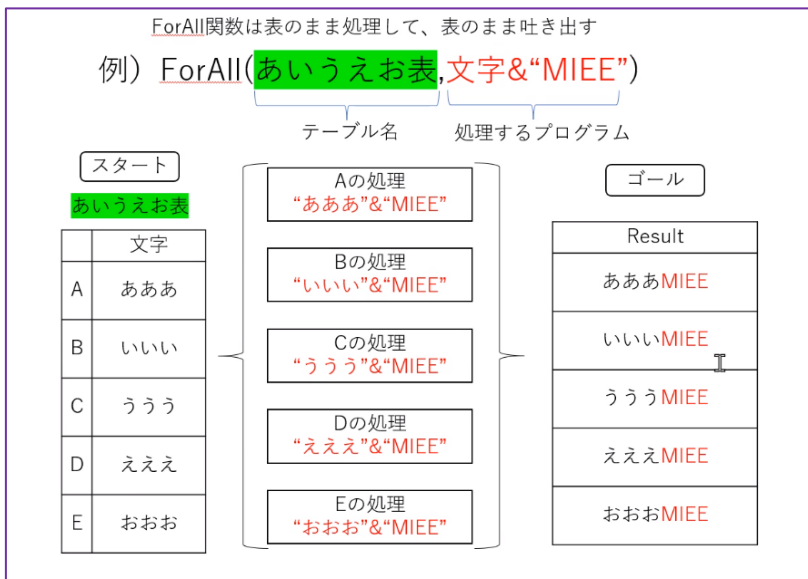 ForAll関数は表のまま処理して、表のまま吐き出す
例）ForAll(あいうえお表,文字&“MIEE”)
テーブル名
処理するプログラム
スタート
あいうえお表
文字
A あああ
B いいい
C ううう
D えええ
E おおお
Aの処理
“あああ”&“MIEE”
Bの処理
“いいい”&“MIEE”
Cの処理
“ううう”&“MIEE”
Dの処理
“えええ”&“MIEE”
Eの処理
“おおお”&“MIEE”
ゴール
Result
あああMIEE
いいいMIEE
うううMIEE
えええMIEE
おおおMIEE